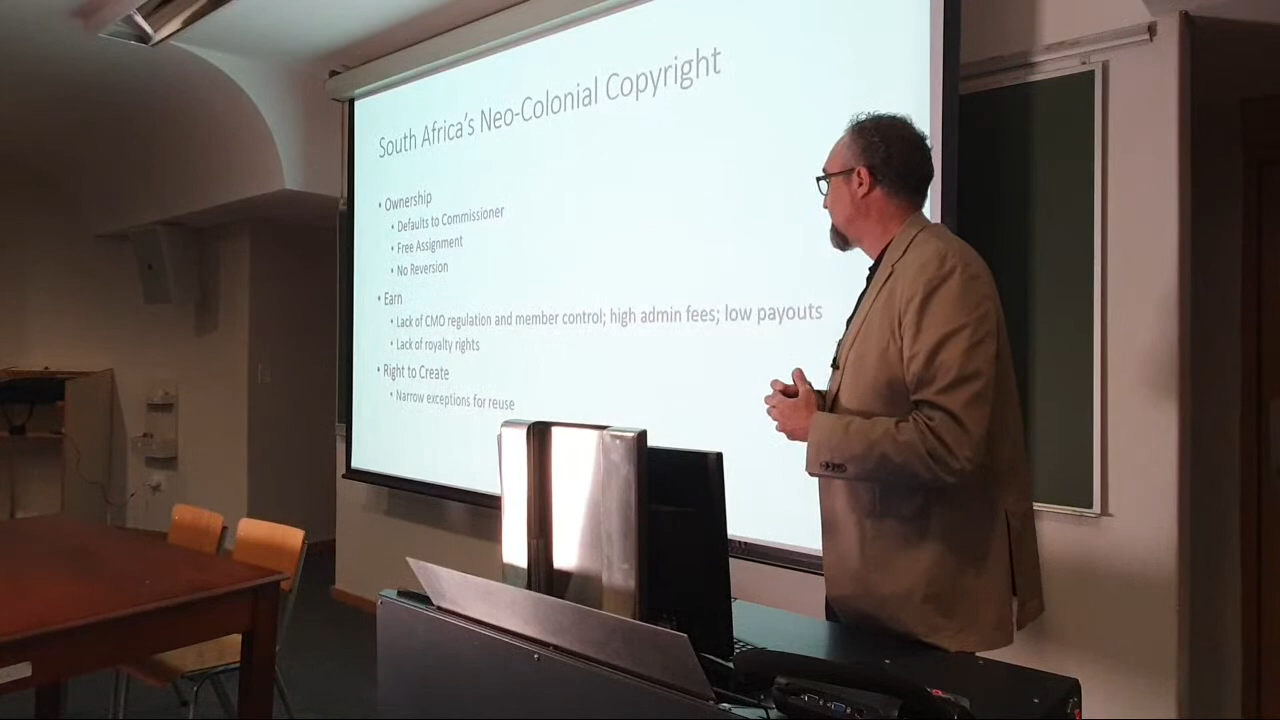 South Africa's Neo-Colonial Copyright
• Ownership
• Defaults to Commissioner
• Free Assignment
• No Reversion
• Earn
• Lack of CMO regulation and member control; high admin fees; low payouts
• Lack of royalty rights
• Right to Create
• Narrow exceptions for reuse